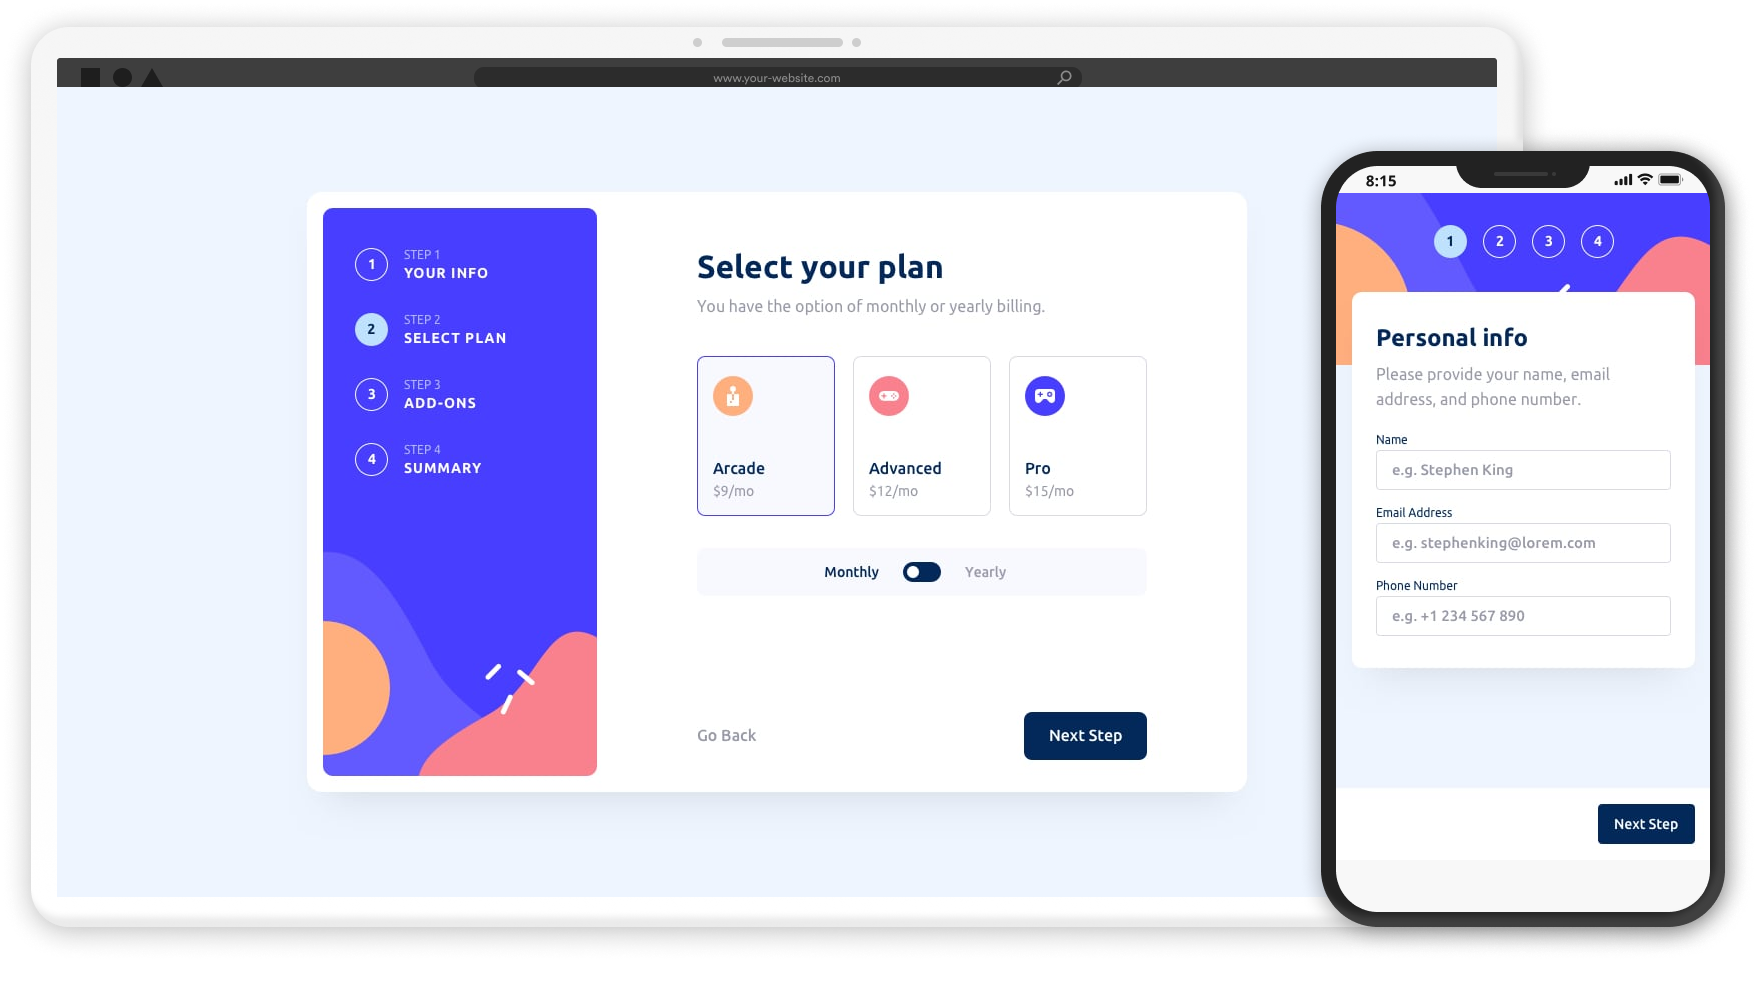 www.your-website.com
1
STEP 1
YOUR INFO
2
STEP 2
SELECT PLAN
3
STEP 3
ADD-ONS
4
STEP 4
SUMMARY
Select your plan
You have the option of monthly or yearly billing.
Arcade
$9/mo
Advanced
$12/mo
Pro
$15/mo
Monthly
Yearly
Go Back
Next Step
8:15
1 2 3 4
Personal info
Please provide your name, email
address, and phone number.
Name
e.g. Stephen King
Email Address
e.g. stephenking@lorem.com
Phone Number
e.g. +1 234 567 890
Next Step